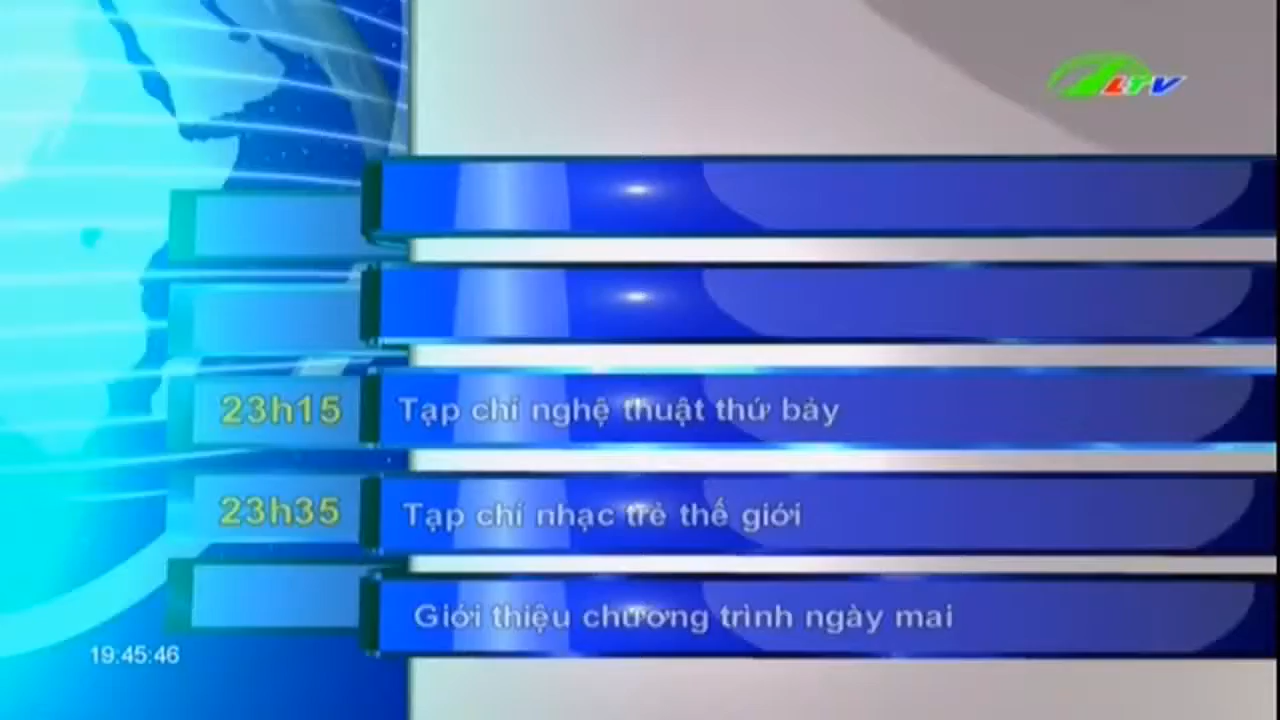 LTV
23h15 Tạp chí nghệ thuật thứ bảy
23h35 Tạp chí nhạc trẻ thế giới
Giới thiệu chương trình ngày mai
19:45:46